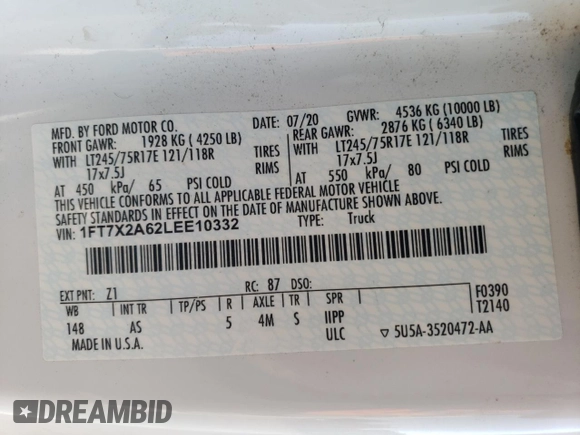 MFD. BY FORD MOTOR CO.
DATE: 07/20 GVWR: 4536 KG (10000 LB)
FRONT GAWR: 1928 KG ( 4250 LB)
REAR GAWR: 2876 KG ( 6340 LB)
WITH LT245/75R17E 121/118R TIRES
WITH LT245/75R17E 121/118R TIRES
17x7.5J RIMS
17x7.5J RIMS
AT 450 kPa/ 65 PSI COLD
AT 550 kPa/ 80 PSI COLD
THIS VEHICLE CONFORMS TO ALL APPLICABLE FEDERAL MOTOR VEHICLE
SAFETY STANDARDS IN EFFECT ON THE DATE OF MANUFACTURE SHOWN ABOVE.
VIN: 1FT7X2A62LEE10332 TYPE: Truck
EXT PNT: Z1 RC: 87 DSO: F0390
WB INT TR TP/PS R AXLE TR SPR T2140
148 AS 5 4M S IIPP
ULC
MADE IN U.S.A. ▽ 5U5A-3520472-AA
DREAMBID